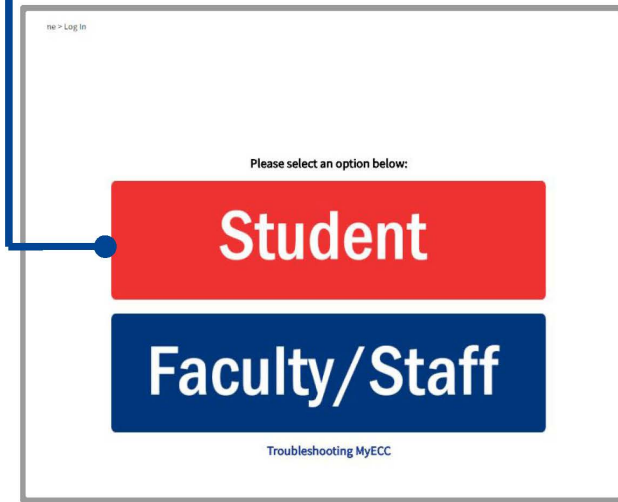 ne > Log In
Please select an option below:
Student
Faculty/Staff
Troubleshooting MyECC